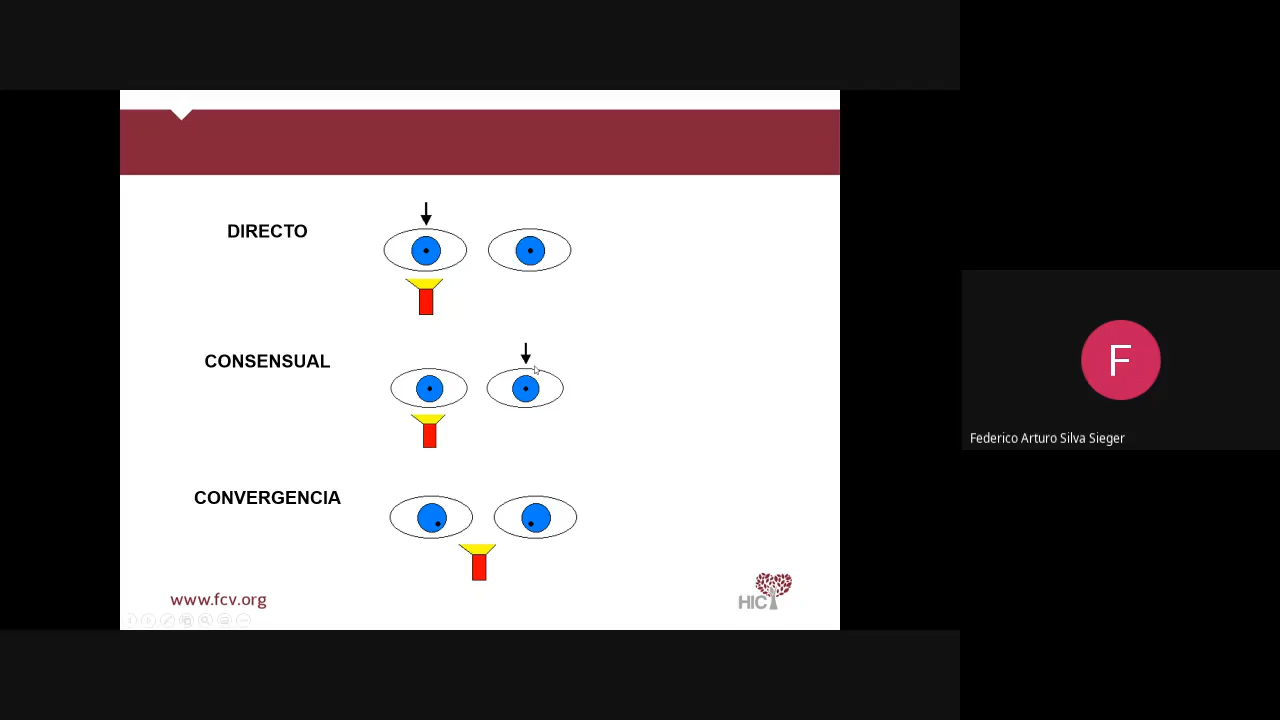 DIRECTO
CONSENSUAL
CONVERGENCIA
www.fcv.org
HIC
F
Federico Arturo Silva Sieger